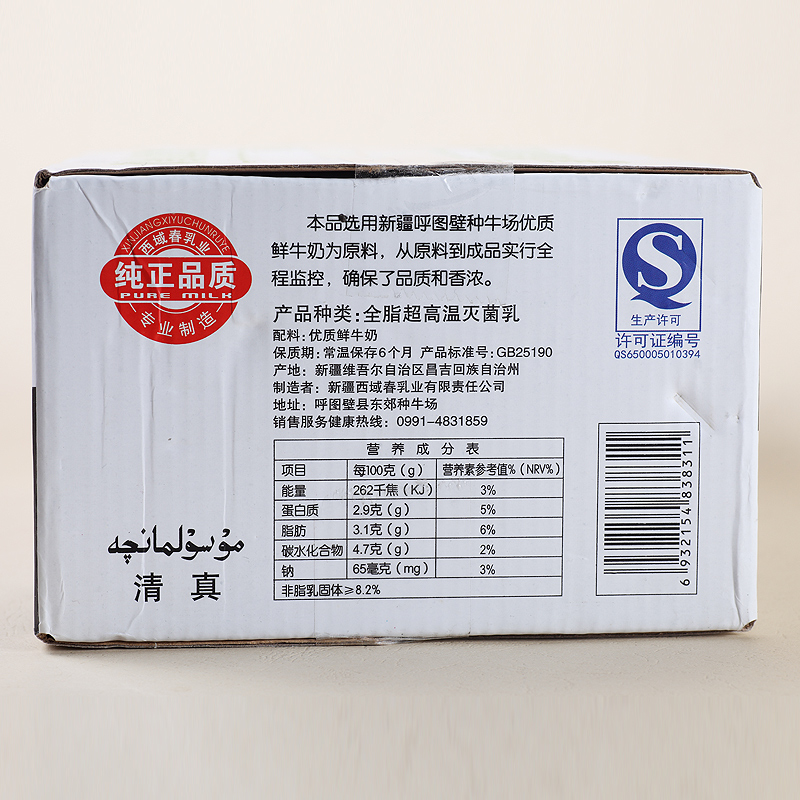 XINJIANGXIYUCHUNRUYE
西域春乳业
纯正品质
PURE MILK
专业制造
本品选用新疆呼图壁种牛场优质
鲜牛奶为原料，从原料到成品实行全
程监控，确保了品质和香浓。
产品种类：全脂超高温灭菌乳
配料：优质鲜牛奶
保质期：常温保存6个月 产品标准号：GB25190
产地：新疆维吾尔自治区昌吉回族自治州
制造者：新疆西域春乳业有限责任公司
地址：呼图壁县东郊种牛场
销售服务健康热线：0991-4831859
营养成分表
项目 每100克（g） 营养素参考值%（NRV%）
能量 262千焦（KJ） 3%
蛋白质 2.9克（g） 5%
脂肪 3.1克（g） 6%
碳水化合物 4.7克（g） 2%
钠 65毫克（mg） 3%
非脂乳固体≥8.2%
مۇسۇلمانچە
清真
QS
生产许可
许可证编号
QS650005010394
6932154838311